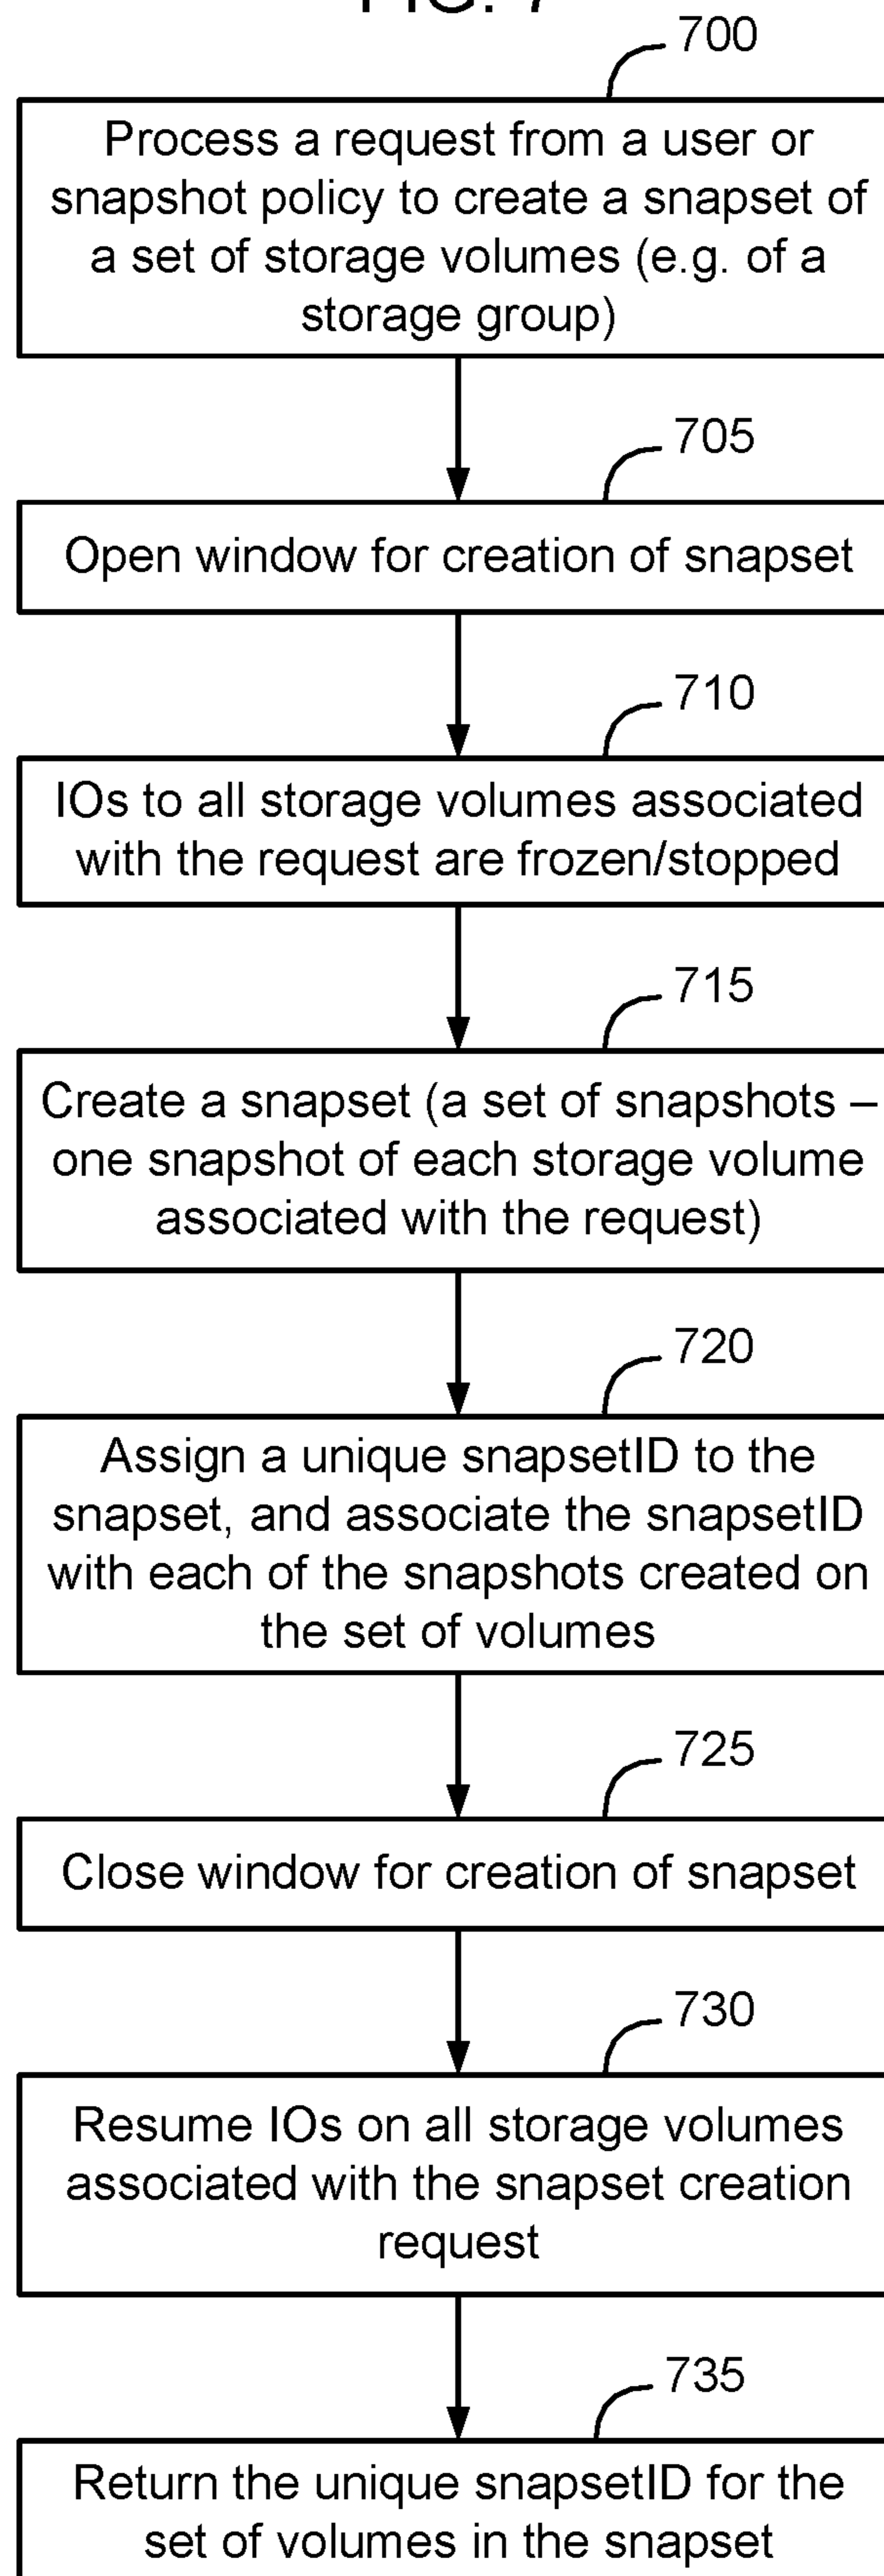 FIG. 7
700
Process a request from a user or
snapshot policy to create a snapset of
a set of storage volumes (e.g. of a
storage group)
705
Open window for creation of snapset
710
IOs to all storage volumes associated
with the request are frozen/stopped
715
Create a snapset (a set of snapshots –
one snapshot of each storage volume
associated with the request)
720
Assign a unique snapsetID to the
snapset, and associate the snapsetID
with each of the snapshots created on
the set of volumes
725
Close window for creation of snapset
730
Resume IOs on all storage volumes
associated with the snapset creation
request
735
Return the unique snapsetID for the
set of volumes in the snapset